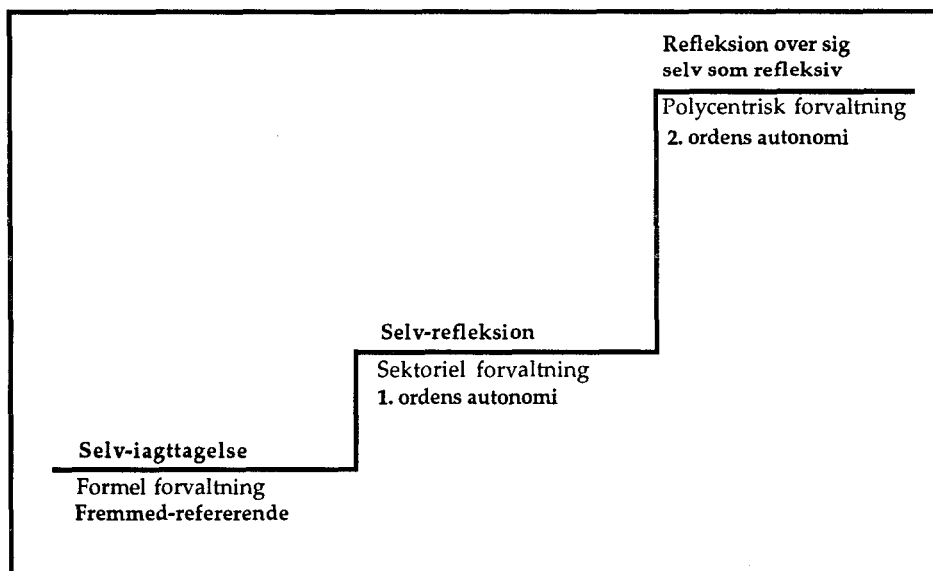 Refleksion over sig
selv som refleksiv
Polycentrisk forvaltning
2. ordens autonomi
Selv-refleksion
Sektoriel forvaltning
1. ordens autonomi
Selv-iagttagelse
Formel forvaltning
Fremmed-refererende